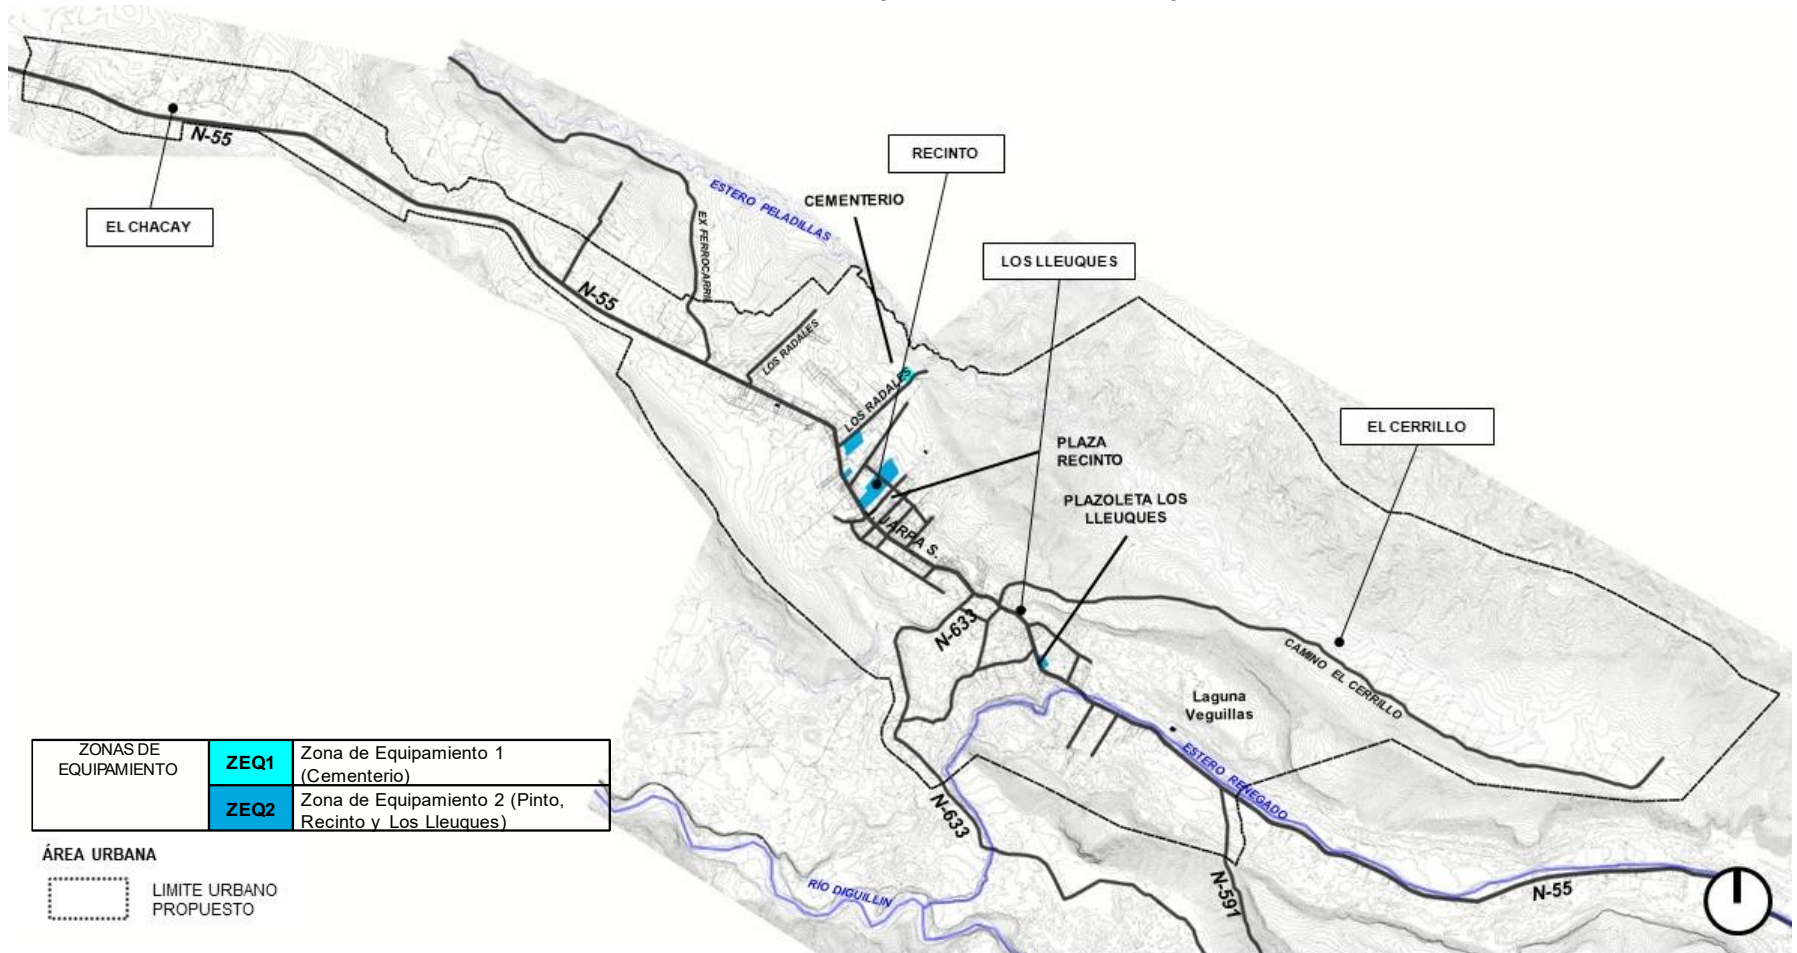 RECINTO
CEMENTERIO
N-55
ESTERO PELADILLAS
EL CHACAY
EX FERROCARRIL
LOS LLEUQUES
N-55
LOS RADALES
LOS RADALES
EL CERRILLO
PLAZA
RECINTO
PLAZOLETA LOS
LLEUQUES
JARPA S.
N-633
CAMINO EL CERRILLO
Laguna
Veguillas
ESTERO RENEGADO
ZONAS DE
EQUIPAMIENTO
ZEQ1
Zona de Equipamiento 1
(Cementerio)
ZEQ2
Zona de Equipamiento 2 (Pinto,
Recinto y Los Lleuques)
N-633
ÁREA URBANA
LIMITE URBANO
PROPUESTO
RÍO DIGUILLIN
N-591
N-55